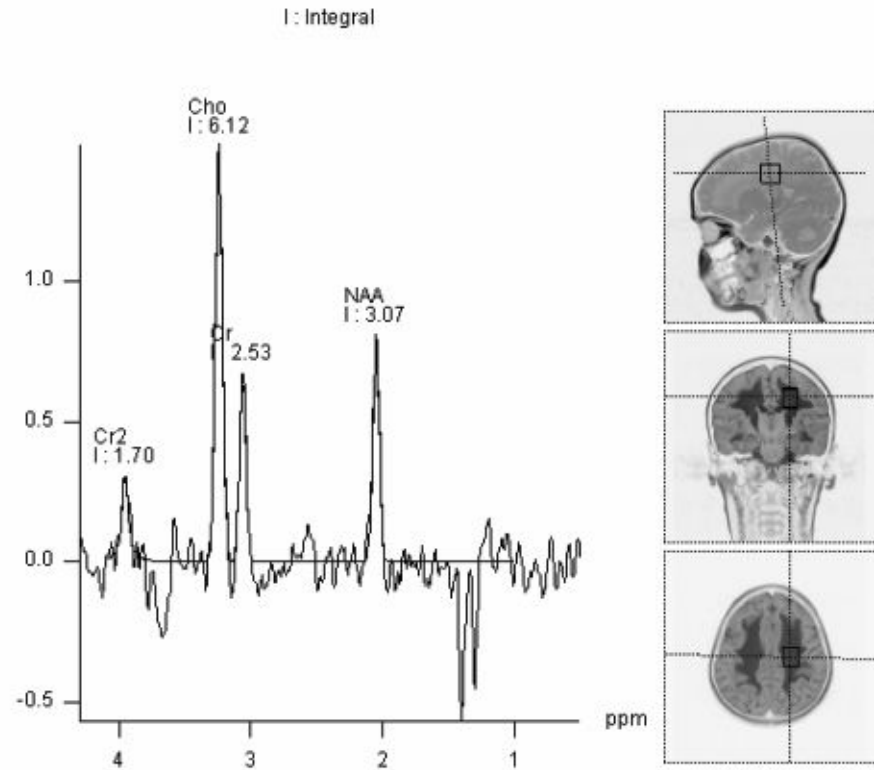 I : Integral
Cho
I : 6.12
1.0
NAA
I : 3.07
Cr
2.53
0.5
Cr2
I : 1.70
0.0
-0.5
ppm
4
3
2
1